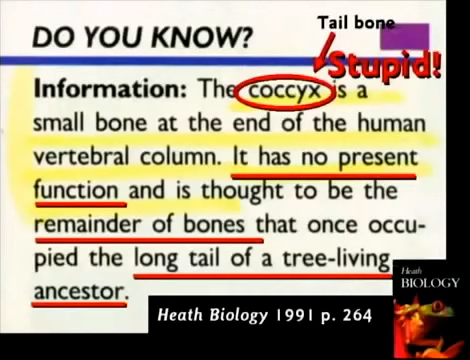 Tail bone
DO YOU KNOW?
Stupid!
Information: The coccyx is a
small bone at the end of the human
vertebral column. It has no present
function and is thought to be the
remainder of bones that once occu-
pied the long tail of a tree-living
ancestor.
Heath
BIOLOGY
Heath Biology 1991 p. 264